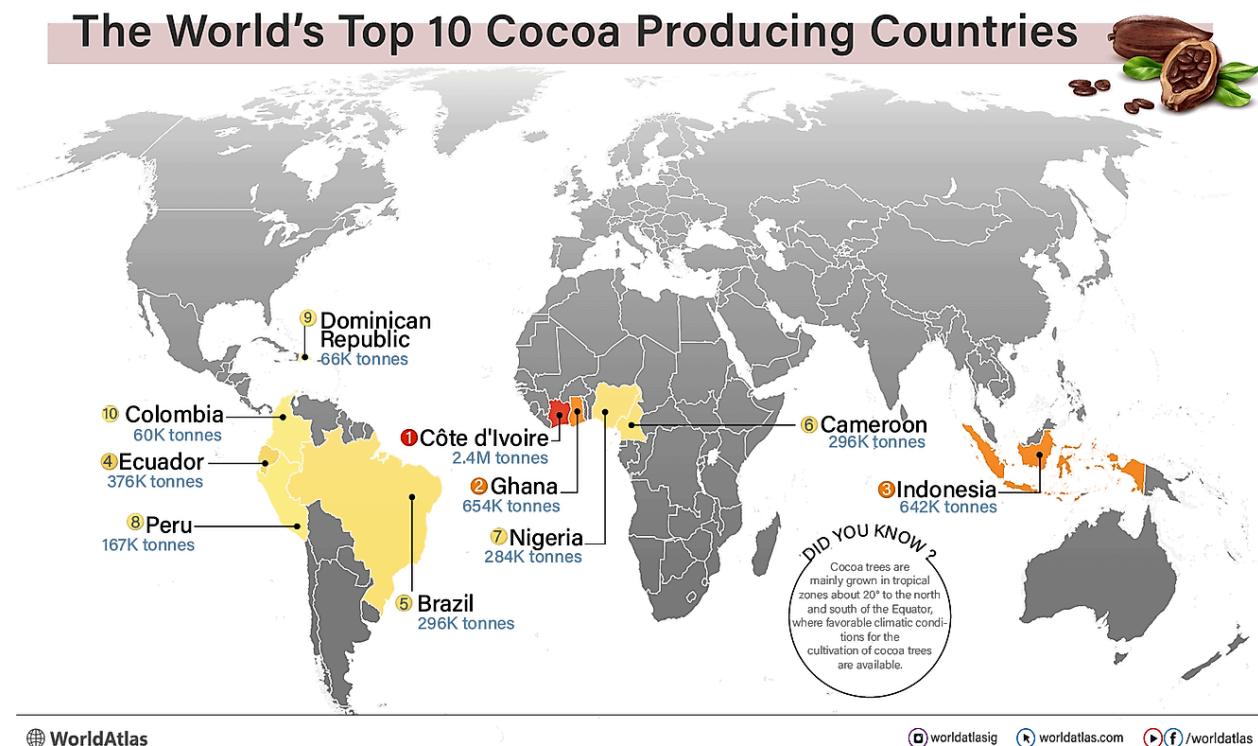 The World's Top 10 Cocoa Producing Countries
9 Dominican
Republic
66K tonnes
10 Colombia
60K tonnes
4 Ecuador
376K tonnes
8 Peru
167K tonnes
5 Brazil
296K tonnes
1 Côte d'Ivoire
2.4M tonnes
2 Ghana
654K tonnes
7 Nigeria
284K tonnes
6 Cameroon
296K tonnes
3 Indonesia
642K tonnes
DID YOU KNOW ?
Cocoa trees are
mainly grown in tropical
zones about 20° to the north
and south of the Equator,
where favorable climatic condi-
tions for the
cultivation of cocoa trees
are available.
WorldAtlas
worldatlasig
worldatlas.com
/worldatlas